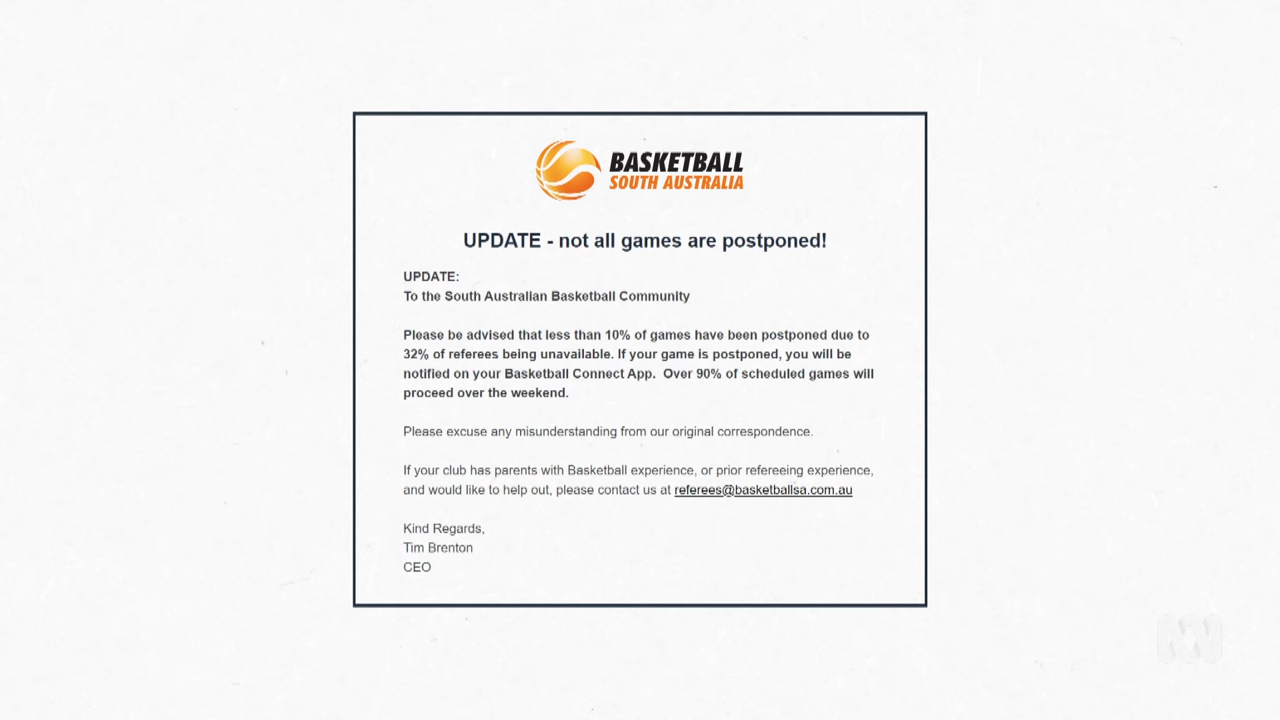 BASKETBALL
SOUTH AUSTRALIA
UPDATE - not all games are postponed!
UPDATE:
To the South Australian Basketball Community
Please be advised that less than 10% of games have been postponed due to
32% of referees being unavailable. If your game is postponed, you will be
notified on your Basketball Connect App.  Over 90% of scheduled games will
proceed over the weekend.
Please excuse any misunderstanding from our original correspondence.
If your club has parents with Basketball experience, or prior refereeing experience,
and would like to help out, please contact us at referees@basketballsa.com.au
Kind Regards,
Tim Brenton
CEO